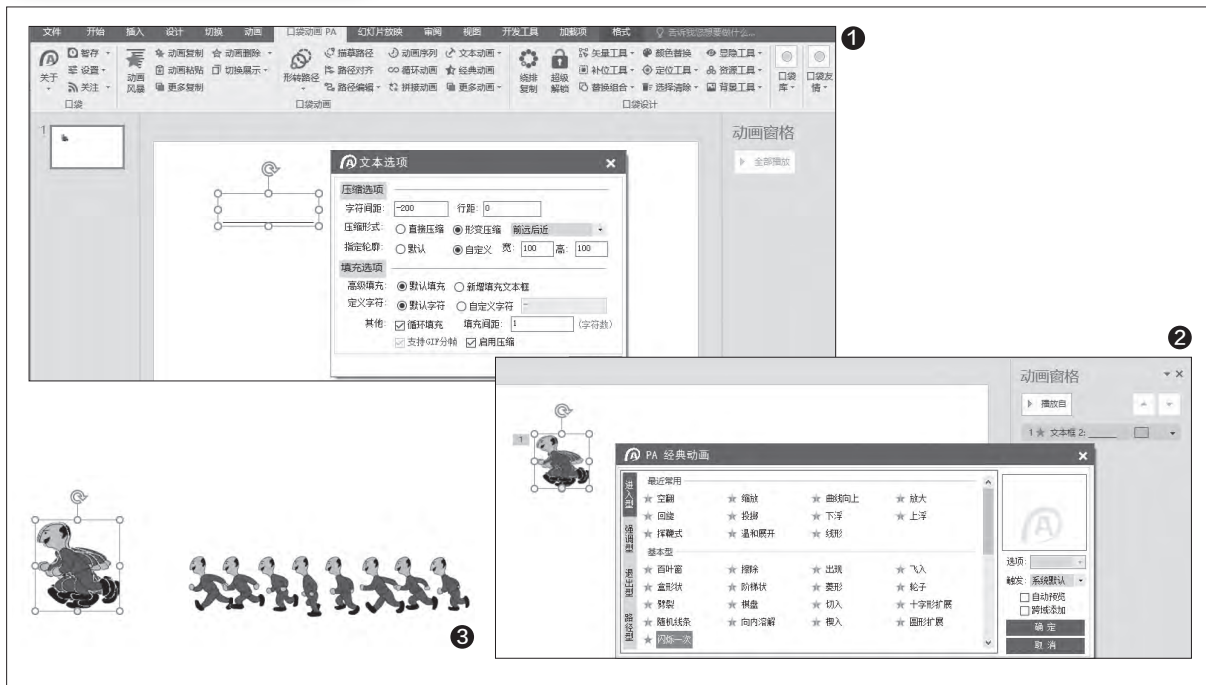 文件 开始 插入 设计 切换 动画 口袋动画 PA 幻灯片放映 审阅 视图 开发工具 加载项 格式 告诉我您想要做什么... ❶
智存 动画复制 动画删除 描摹路径 动画序列 文本动画 矢量工具 颜色替换 显隐工具
关于 设置 动画风暴 动画粘贴 切换展示 形转路径 路径对齐 循环动画 经典动画 绕排复制 超级解锁 补位工具 定位工具 资源工具 口袋库 口袋友情
关注 更多复制 路径编辑 拼接动画 更多动画 替换组合 选择清除 背景工具
口袋 口袋动画 口袋设计
1
动画窗格
全部播放
文本选项
压缩选项
字符间距: -200 行距: 0
压缩形式: 直接压缩 形变压缩 前远后近
指定轮廓: 默认 自定义 宽: 100 高: 100
填充选项
高级填充: 默认填充 新增填充文本框
定义字符: 默认字符 自定义字符 -
其他: 循环填充 填充间距: 1 (字符数)
支持GIF分帧 启用压缩
❷
动画窗格
播放自
1 文本框 2:
1
PA 经典动画
进入型
强调型
退出型
路径型
最近常用
空翻 缩放 曲线向上 放大
回旋 投掷 下浮 上浮
挥鞭式 温和展开 线形
基本型
百叶窗 擦除 出现 飞入
盒形状 阶梯状 菱形 轮子
劈裂 棋盘 切入 十字形扩展
随机线条 向内溶解 楔入 圆形扩展
闪烁一次
选项:
触发: 系统默认
自动预览
跨域添加
确定
取消
❸